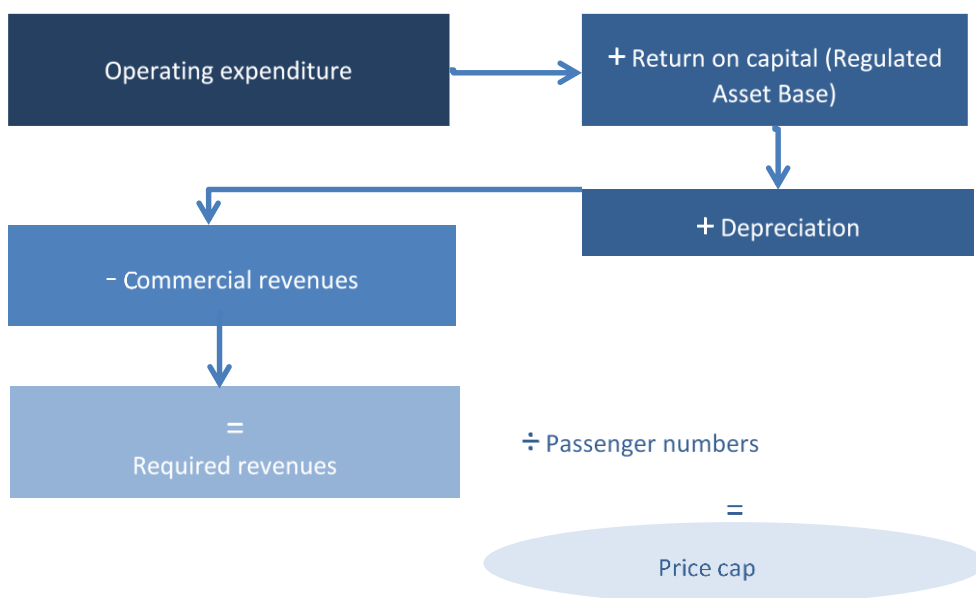 Operating expenditure
+ Return on capital (Regulated
Asset Base)
+ Depreciation
- Commercial revenues
=
Required revenues
÷ Passenger numbers
=
Price cap